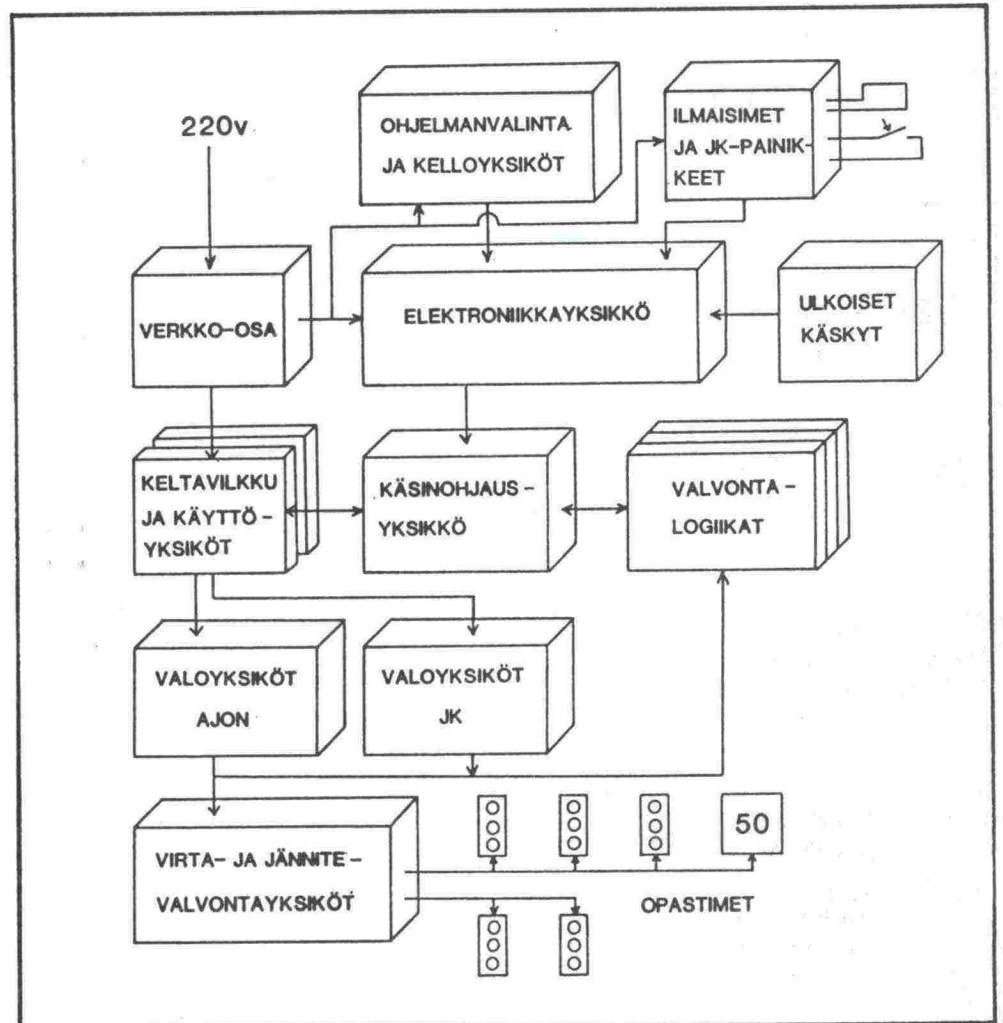 220v
OHJELMANVALINTA
JA KELLOYKSIKÖT
ILMAISIMET
JA JK-PAINIK-
KEET
VERKKO-OSA
ELEKTRONIIKKAYKSIKKÖ
ULKOISET
KÄSKYT
KELTAVILKKU
JA KÄYTTÖ-
YKSIKÖT
KÄSINOHJAUS-
YKSIKKÖ
VALVONTA-
LOGIIKAT
VALOYKSIKÖT
AJON
VALOYKSIKÖT
JK
VIRTA- JA JÄNNITE-
VALVONTAYKSIKÖT
50
OPASTIMET